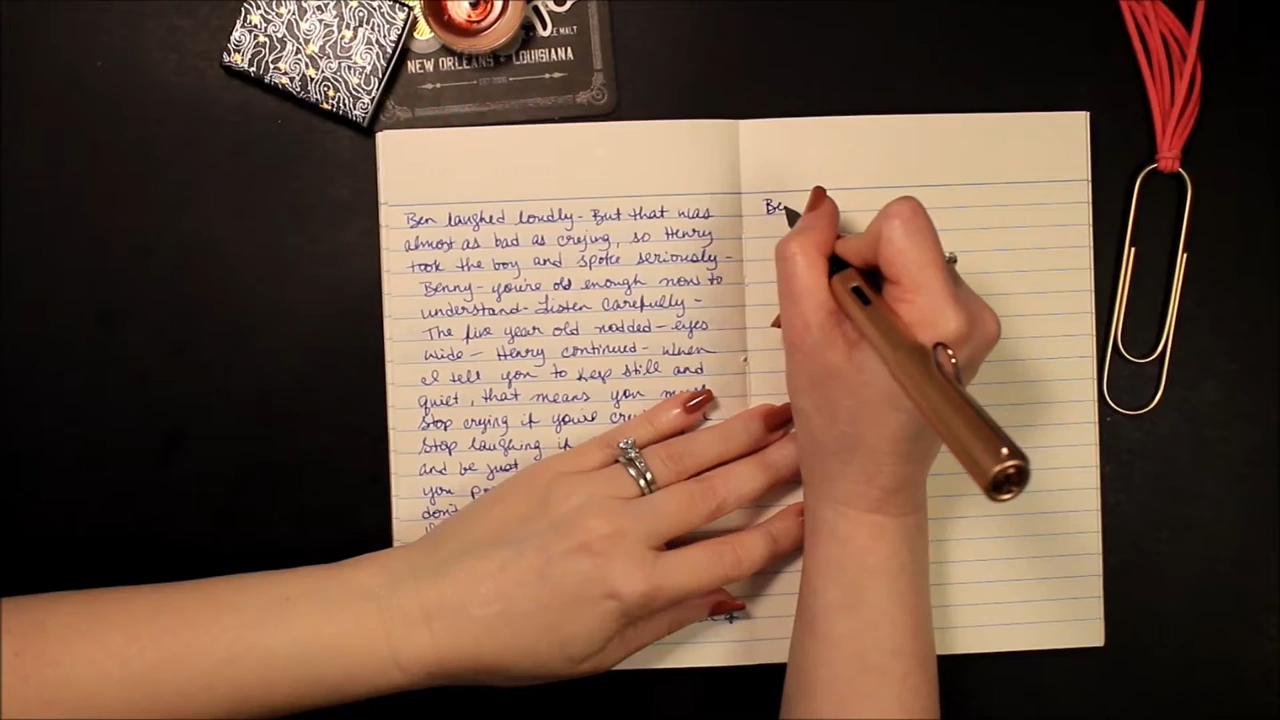 MALT
NEW ORLEANS LOUISIANA
Ben laughed loudly - But that was
almost as bad as crying, so Henry
took the boy and spoke seriously -
Benny - you're old enough now to
understand - Listen carefully -
The five year old nodded - eyes
wide - Henry continued - When
I tell you to keep still and
quiet, that means you must
stop crying if you're
stop laughing if
and be just
you
don't
Be